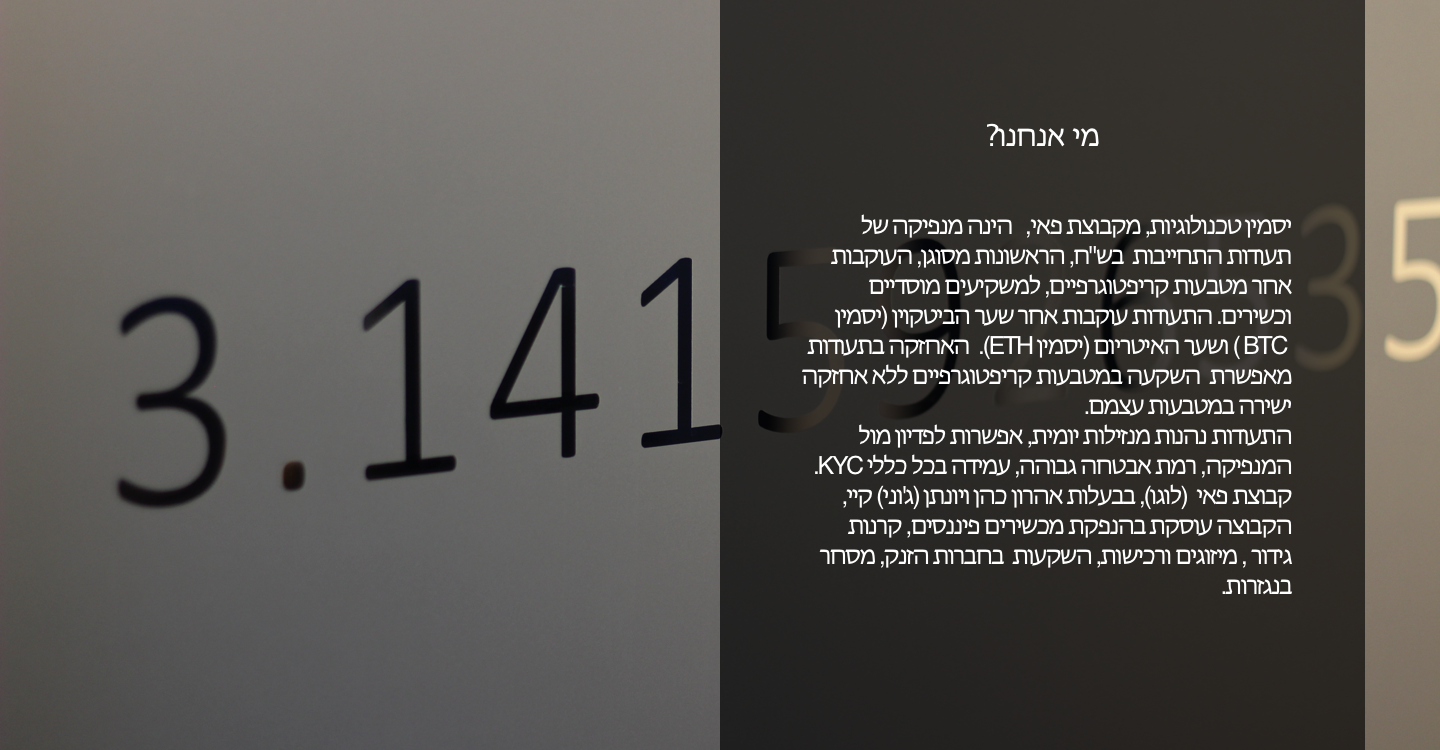 3.14159 6535
מי אנחנו?
יסמין טכנולוגיות, מקבוצת פאי,  הינה מנפיקה של
תעודות התחייבות  בש"ח, הראשונות מסוגן, העוקבות
אחר מטבעות קריפטוגרפיים, למשקיעים מוסדיים
וכשירים. התעודות עוקבות אחר שער הביטקוין (יסמין
BTC ) ושער האיטריום (יסמין ETH).  האחזקה בתעודות
מאפשרת  השקעה במטבעות קריפטוגרפיים ללא אחזקה
ישירה במטבעות עצמם.
התעודות נהנות מנזילות יומית, אפשרות לפדיון מול
המנפיקה, רמת אבטחה גבוהה, עמידה בכל כללי KYC.
קבוצת פאי  (לוגו), בבעלות אהרון כהן ויונתן (ג'וני) קיי,
הקבוצה עוסקת בהנפקת מכשירים פיננסים, קרנות
גידור , מיזוגים ורכישות, השקעות  בחברות הזנק, מסחר
בנגזרות.